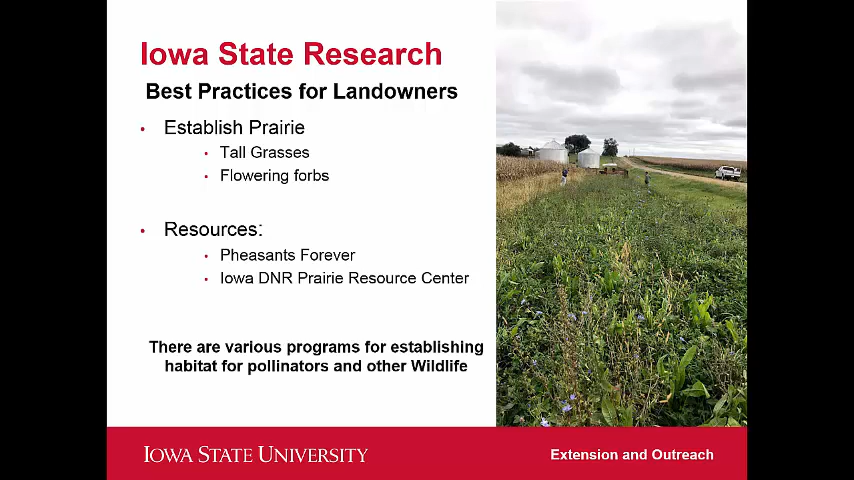 Iowa State Research
Best Practices for Landowners
• Establish Prairie
• Tall Grasses
• Flowering forbs
• Resources:
• Pheasants Forever
• Iowa DNR Prairie Resource Center
There are various programs for establishing
habitat for pollinators and other Wildlife
IOWA STATE UNIVERSITY
Extension and Outreach